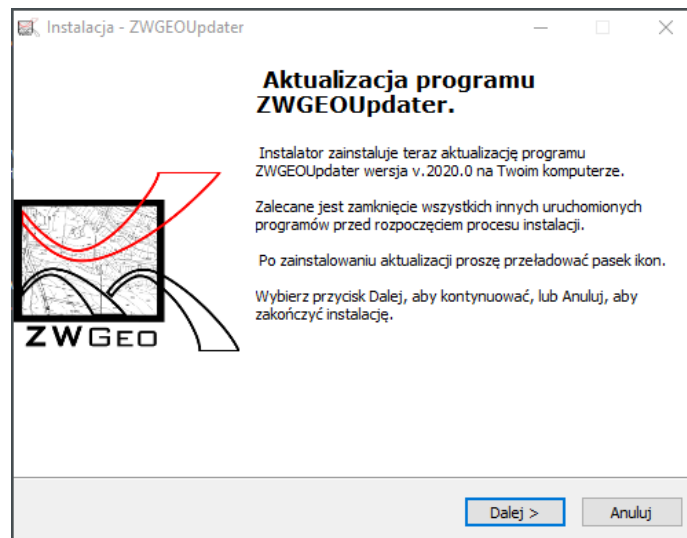 Instalacja - ZWGEOUpdater
Aktualizacja programu
ZWGEOUpdater.
Instalator zainstaluje teraz aktualizację programu
ZWGEOUpdater wersja v.2020.0 na Twoim komputerze.
Zalecane jest zamknięcie wszystkich innych uruchomionych
programów przed rozpoczęciem procesu instalacji.
Po zainstalowaniu aktualizacji proszę przeładować pasek ikon.
Wybierz przycisk Dalej, aby kontynuować, lub Anuluj, aby
zakończyć instalację.
ZWGEO
Dalej >
Anuluj